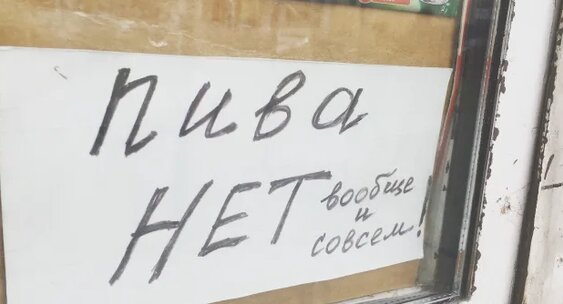 пива
НЕТ
вообще
и
совсем!